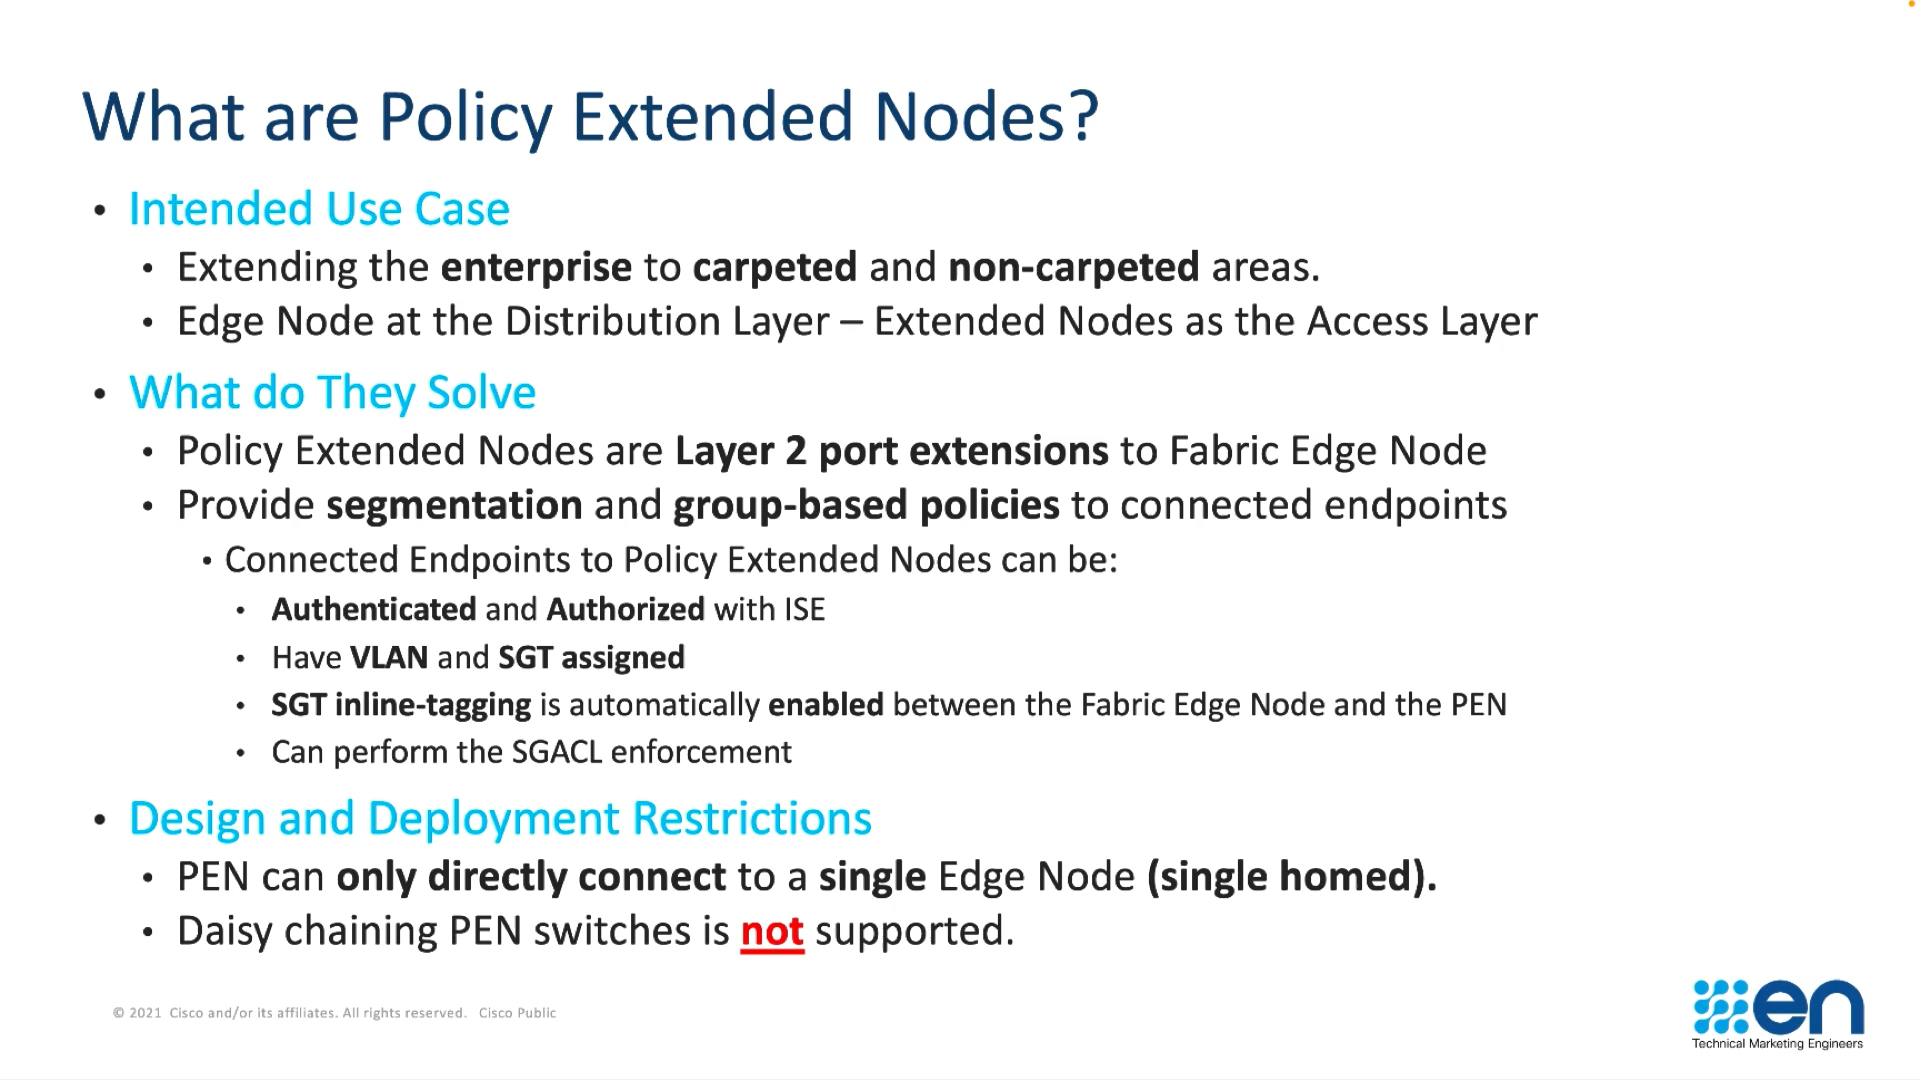 What are Policy Extended Nodes?
• Intended Use Case
• Extending the enterprise to carpeted and non-carpeted areas.
• Edge Node at the Distribution Layer – Extended Nodes as the Access Layer
• What do They Solve
• Policy Extended Nodes are Layer 2 port extensions to Fabric Edge Node
• Provide segmentation and group-based policies to connected endpoints
• Connected Endpoints to Policy Extended Nodes can be:
• Authenticated and Authorized with ISE
• Have VLAN and SGT assigned
• SGT inline-tagging is automatically enabled between the Fabric Edge Node and the PEN
• Can perform the SGACL enforcement
• Design and Deployment Restrictions
• PEN can only directly connect to a single Edge Node (single homed).
• Daisy chaining PEN switches is not supported.
© 2021 Cisco and/or its affiliates. All rights reserved. Cisco Public
en
Technical Marketing Engineers